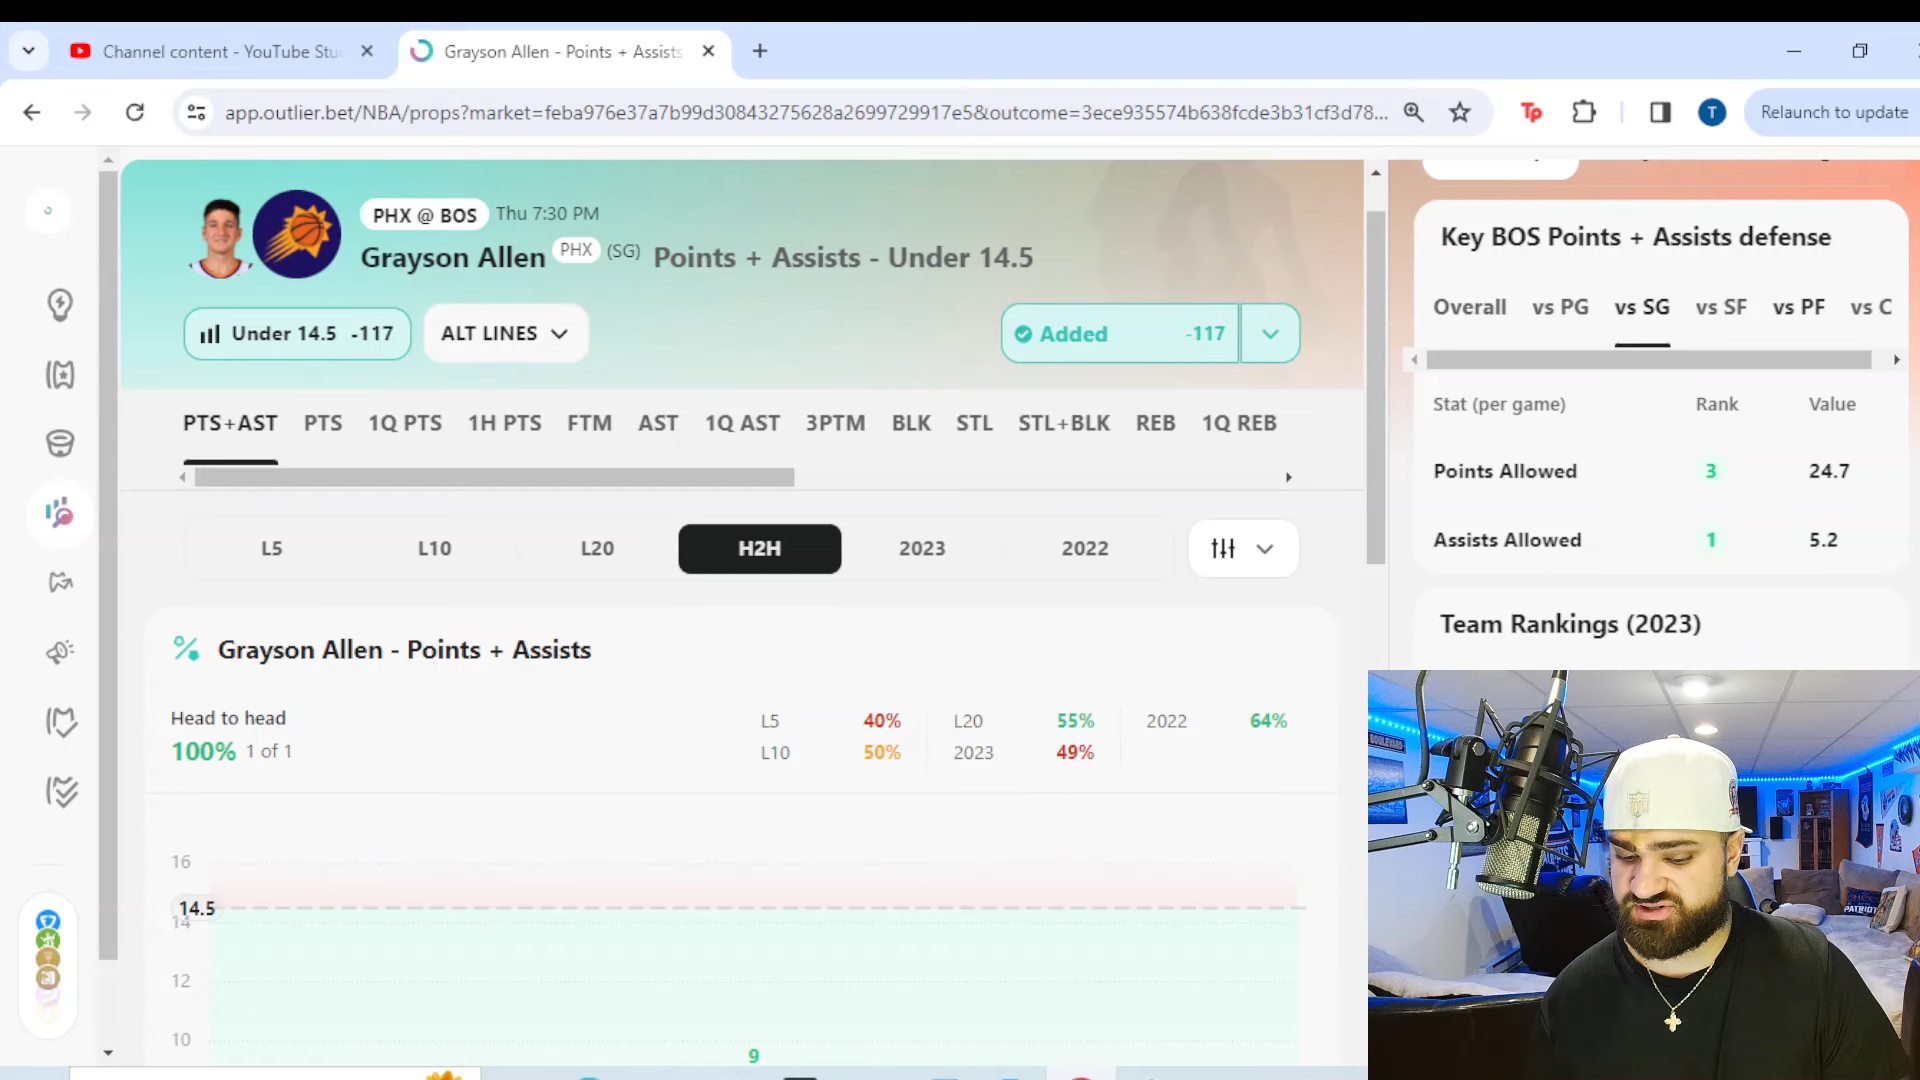 Channel content - YouTube Stu
Grayson Allen - Points + Assists
app.outlier.bet/NBA/props?market=feba976e37a7b99d30843275628a2699729917e5&outcome=3ece935574b638fcde3b31cf3d78...
Tp
T
Relaunch to update
PHX @ BOS Thu 7:30 PM
Grayson Allen PHX (SG) Points + Assists - Under 14.5
Under 14.5 -117
ALT LINES
Added -117
PTS+AST PTS 1Q PTS 1H PTS FTM AST 1Q AST 3PTM BLK STL STL+BLK REB 1Q REB
L5 L10 L20 H2H 2023 2022
Grayson Allen - Points + Assists
Head to head
100% 1 of 1
L5 40% L20 55% 2022 64%
L10 50% 2023 49%
16
14.5
14
12
10
9
Key BOS Points + Assists defense
Overall vs PG vs SG vs SF vs PF vs C
Stat (per game) Rank Value
Points Allowed 3 24.7
Assists Allowed 1 5.2
Team Rankings (2023)
PATRIOT